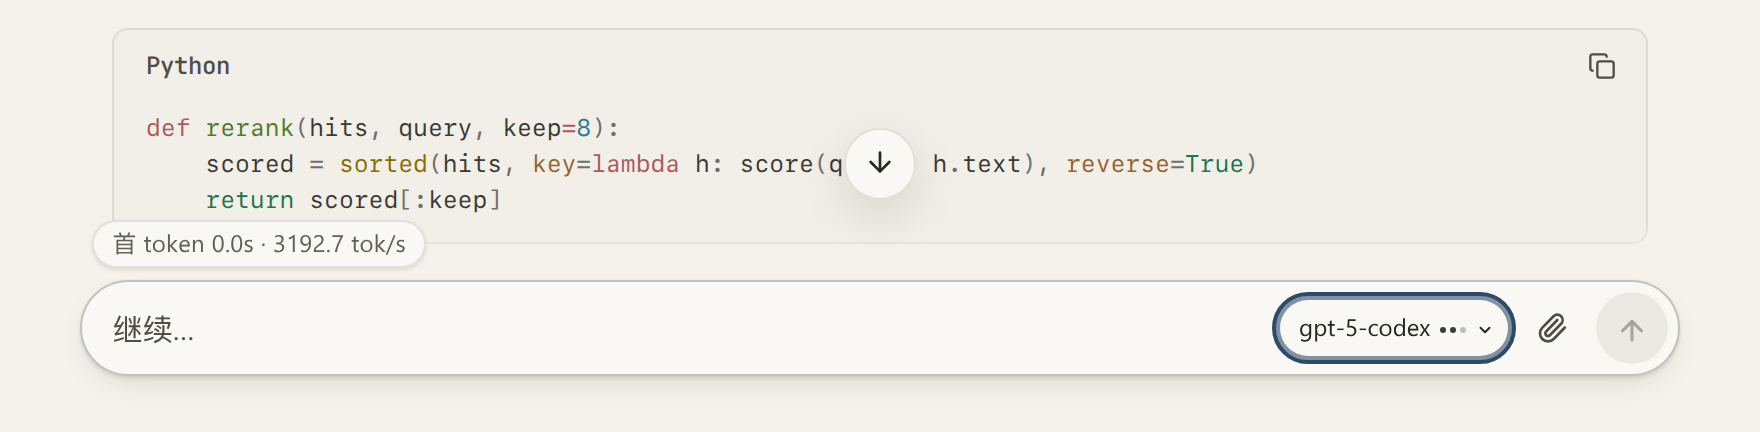 Python
def rerank(hits, query, keep=8):
    scored = sorted(hits, key=lambda h: score(q h.text), reverse=True)
    return scored[:keep]
首 token 0.0s · 3192.7 tok/s
继续...
gpt-5-codex